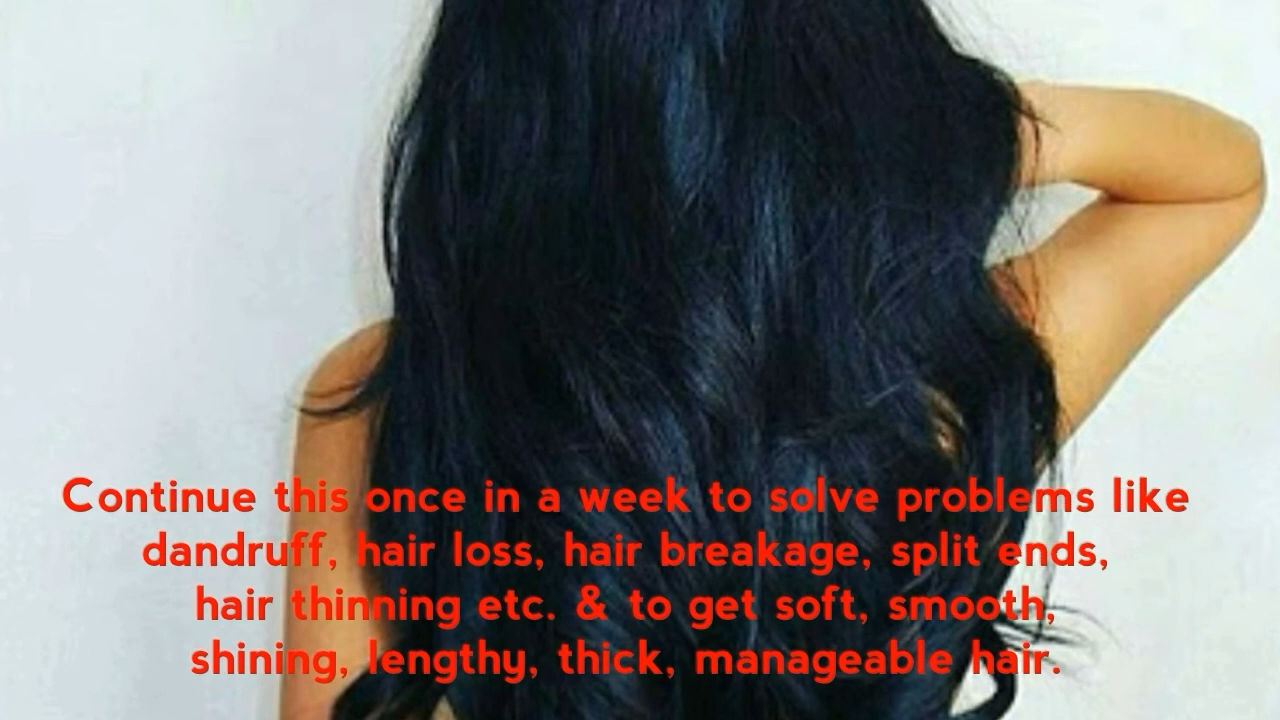 Continue this once in a week to solve problems like
dandruff, hair loss, hair breakage, split ends,
hair thinning etc. & to get soft, smooth,
shining, lengthy, thick, manageable hair.